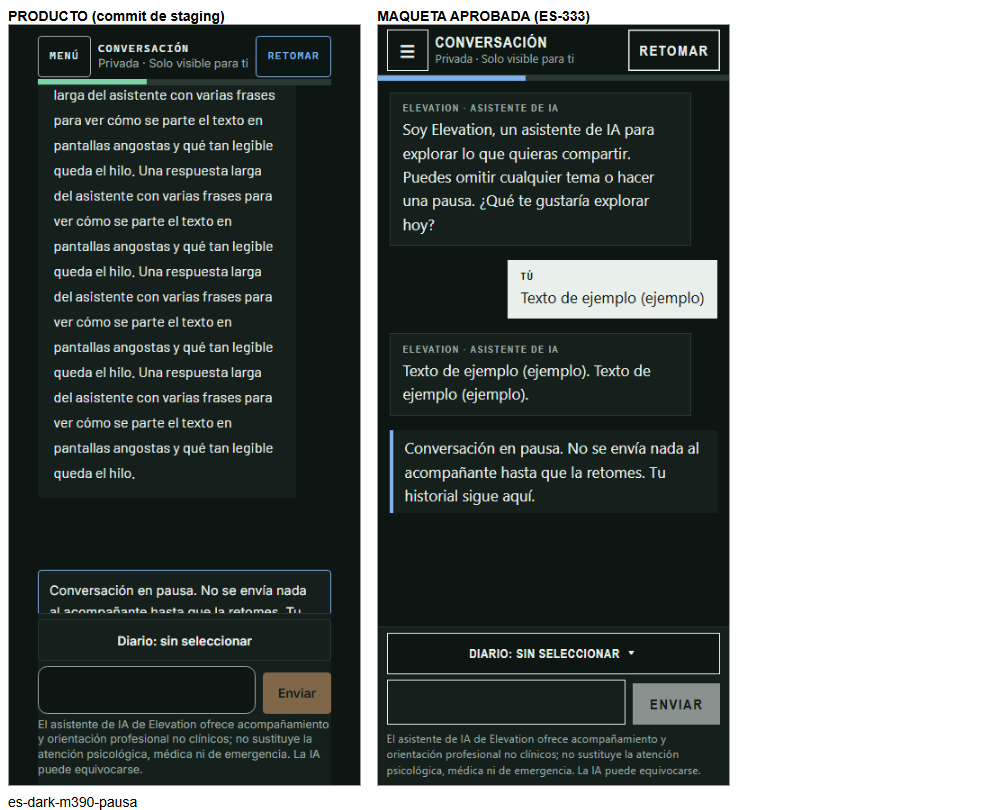 PRODUCTO (commit de staging)
MENÚ
CONVERSACIÓN
Privada · Solo visible para ti
RETOMAR
larga del asistente con varias frases
para ver cómo se parte el texto en
pantallas angostas y qué tan legible
queda el hilo. Una respuesta larga
del asistente con varias frases para
ver cómo se parte el texto en
pantallas angostas y qué tan legible
queda el hilo. Una respuesta larga
del asistente con varias frases para
ver cómo se parte el texto en
pantallas angostas y qué tan legible
queda el hilo. Una respuesta larga
del asistente con varias frases para
ver cómo se parte el texto en
pantallas angostas y qué tan legible
queda el hilo.
Conversación en pausa. No se envía nada
al acompañante hasta que la retomes. Tu
Diario: sin seleccionar
Enviar
El asistente de IA de Elevation ofrece acompañamiento
y orientación profesional no clínicos; no sustituye la
atención psicológica, médica ni de emergencia. La IA
puede equivocarse.
MAQUETA APROBADA (ES-333)
CONVERSACIÓN
Privada · Solo visible para ti
RETOMAR
ELEVATION · ASISTENTE DE IA
Soy Elevation, un asistente de IA para
explorar lo que quieras compartir.
Puedes omitir cualquier tema o hacer
una pausa. ¿Qué te gustaría explorar
hoy?
TÚ
Texto de ejemplo (ejemplo)
ELEVATION · ASISTENTE DE IA
Texto de ejemplo (ejemplo). Texto de
ejemplo (ejemplo).
Conversación en pausa. No se envía nada al
acompañante hasta que la retomes. Tu
historial sigue aquí.
DIARIO: SIN SELECCIONAR
ENVIAR
El asistente de IA de Elevation ofrece acompañamiento y
orientación profesional no clínicos; no sustituye la atención
psicológica, médica ni de emergencia. La IA puede equivocarse.
es-dark-m390-pausa